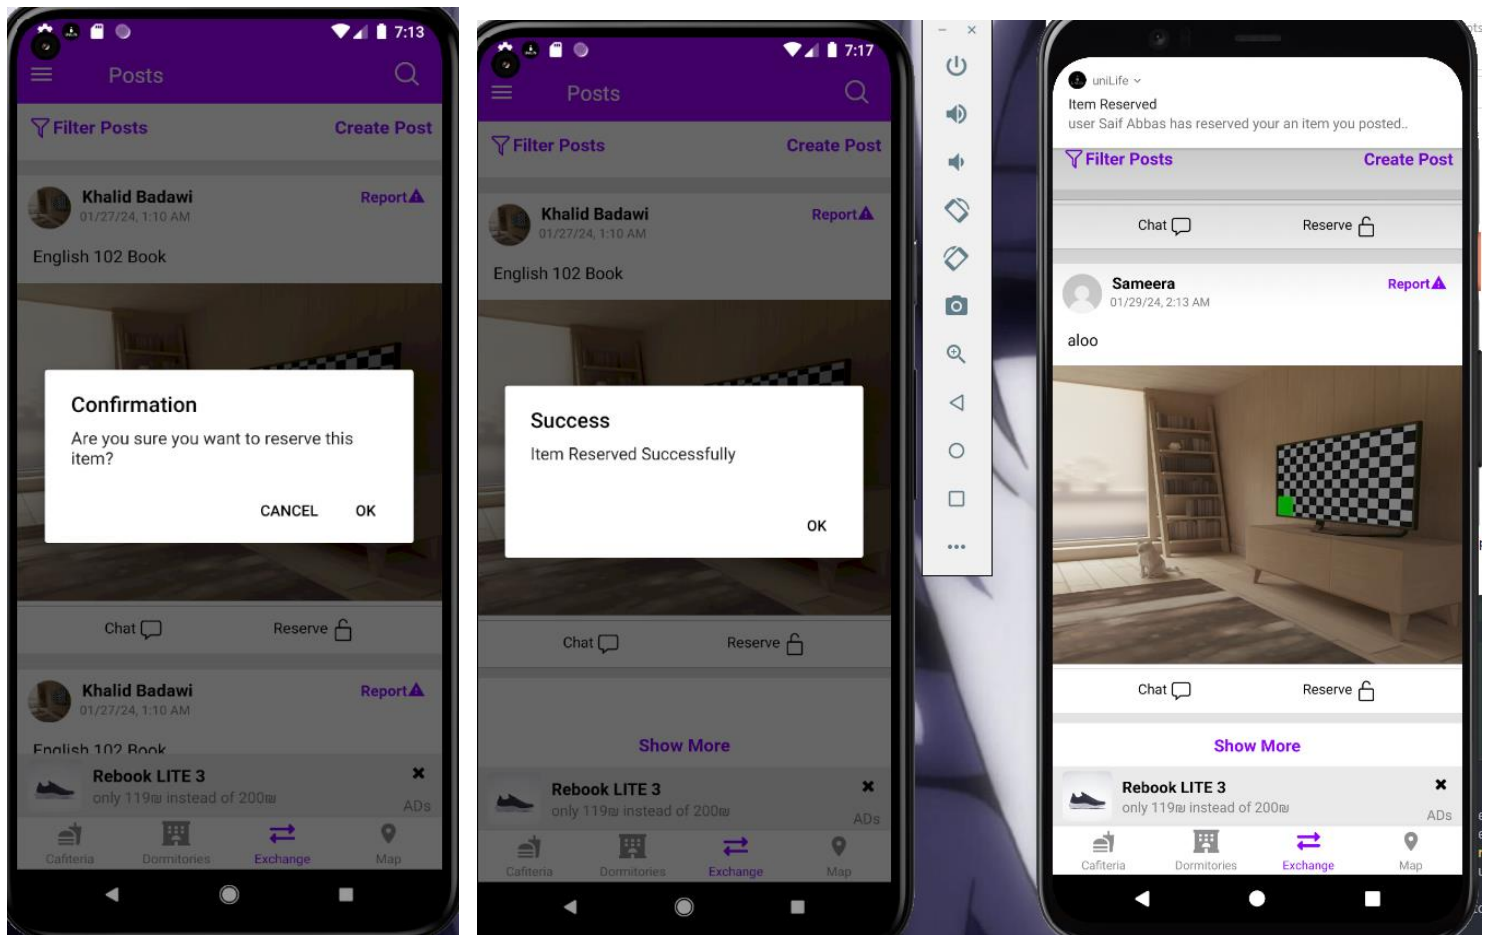 7:13
Posts
Filter Posts
Create Post
Khalid Badawi
Report
01/27/24, 1:10 AM
English 102 Book
Confirmation
Are you sure you want to reserve this
item?
CANCEL
OK
Chat
Reserve
Khalid Badawi
Report
01/27/24, 1:10 AM
English 102 Book
Rebook LITE 3
only 119₪ instead of 200₪
ADs
Cafiteria
Dormitories
Exchange
Map
7:17
Posts
Filter Posts
Create Post
Khalid Badawi
Report
01/27/24, 1:10 AM
English 102 Book
Success
Item Reserved Successfully
OK
Chat
Reserve
Show More
Rebook LITE 3
only 119₪ instead of 200₪
ADs
Cafiteria
Dormitories
Exchange
Map
uniLife
Item Reserved
user Saif Abbas has reserved your an item you posted..
Filter Posts
Create Post
Chat
Reserve
Sameera
Report
01/29/24, 2:13 AM
aloo
Chat
Reserve
Show More
Rebook LITE 3
only 119₪ instead of 200₪
ADs
Cafiteria
Dormitories
Exchange
Map